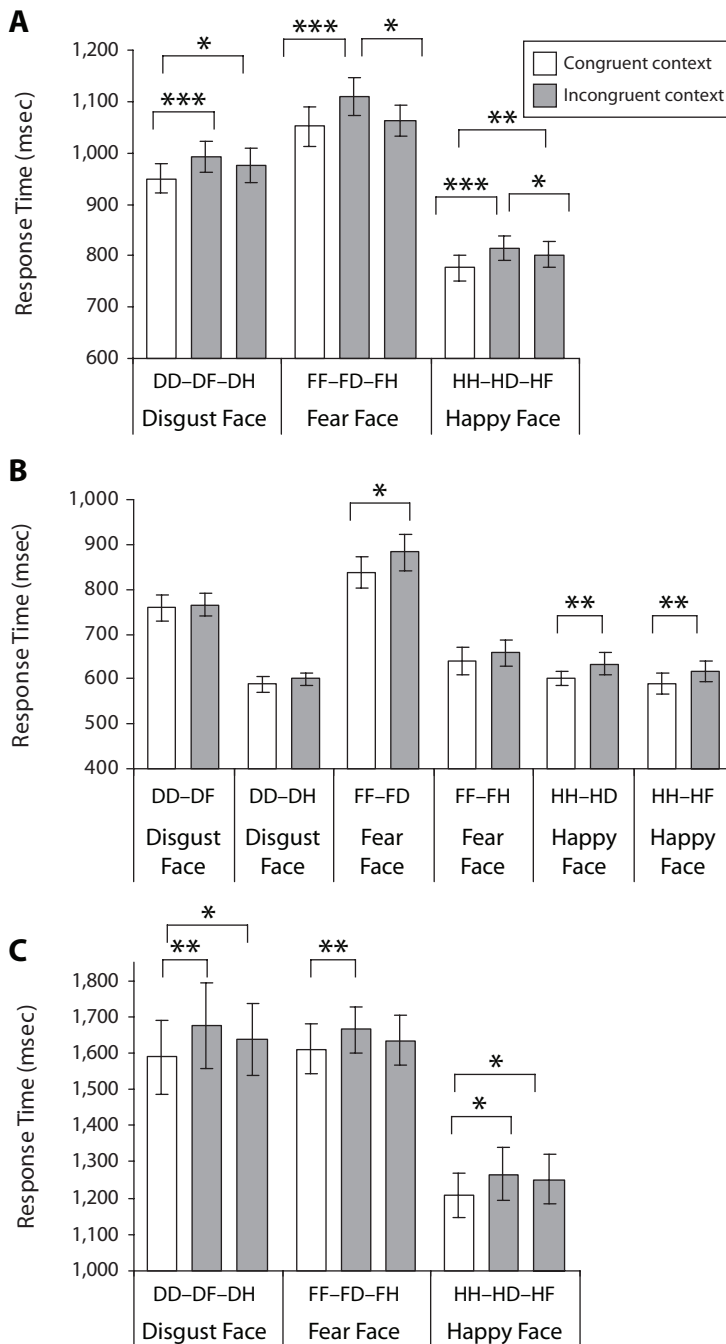 A
Response Time (msec)
1,200
1,100
1,000
900
800
700
600
*
***
***
*
**
***
*
Congruent context
Incongruent context
DD–DF–DH
FF–FD–FH
HH–HD–HF
Disgust Face
Fear Face
Happy Face
B
Response Time (msec)
1,000
900
800
700
600
500
400
*
**
**
DD–DF
DD–DH
FF–FD
FF–FH
HH–HD
HH–HF
Disgust
Face
Disgust
Face
Fear
Face
Fear
Face
Happy
Face
Happy
Face
C
Response Time (msec)
1,800
1,700
1,600
1,500
1,400
1,300
1,200
1,100
1,000
*
**
**
*
*
DD–DF–DH
FF–FD–FH
HH–HD–HF
Disgust Face
Fear Face
Happy Face